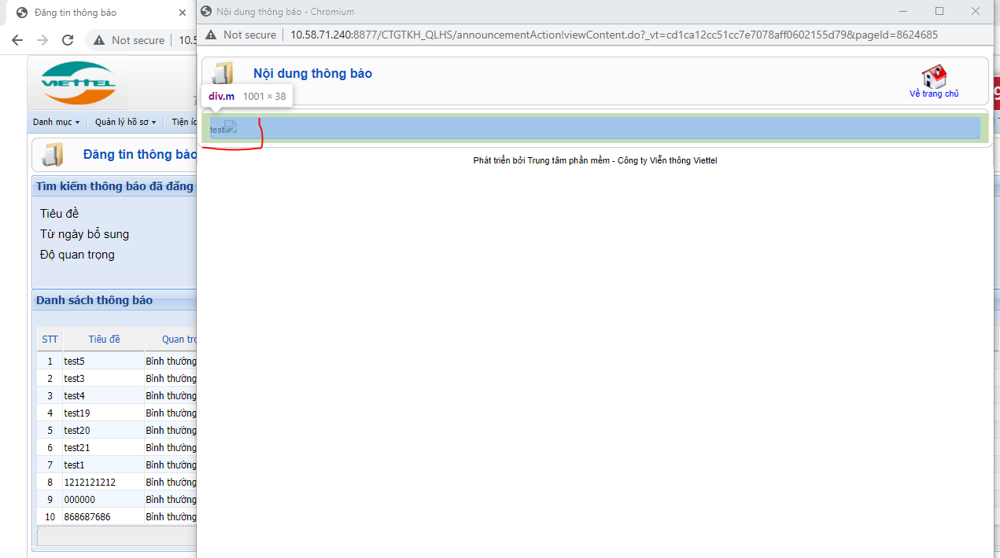 Đăng tin thông báo
Nội dung thông báo - Chromium
Not secure 10.5
Not secure 10.58.71.240:8877/CTGTKH_QLHS/announcementAction!viewContent.do?_vt=cd1ca12cc51cc7e7078aff0602155d79&pageId=8624685
VIETTEL
Nội dung thông báo
Về trang chủ
div.m 1001 × 38
test
Danh mục Quản lý hồ sơ Tiện íc
Đăng tin thông báo
Phát triển bởi Trung tâm phần mềm - Công ty Viễn thông Viettel
Tìm kiếm thông báo đã đăng
Tiêu đề
Từ ngày bổ sung
Độ quan trọng
Danh sách thông báo
STT Tiêu đề Quan trọ
1 test5 Bình thường
2 test3 Bình thường
3 test4 Bình thường
4 test19 Bình thường
5 test20 Bình thường
6 test21 Bình thường
7 test1 Bình thường
8 1212121212 Bình thường
9 000000 Bình thường
10 868687686 Bình thường